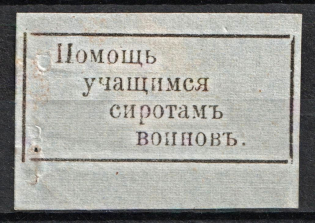 Помощь
учащимся
сиротамъ
воиновъ.